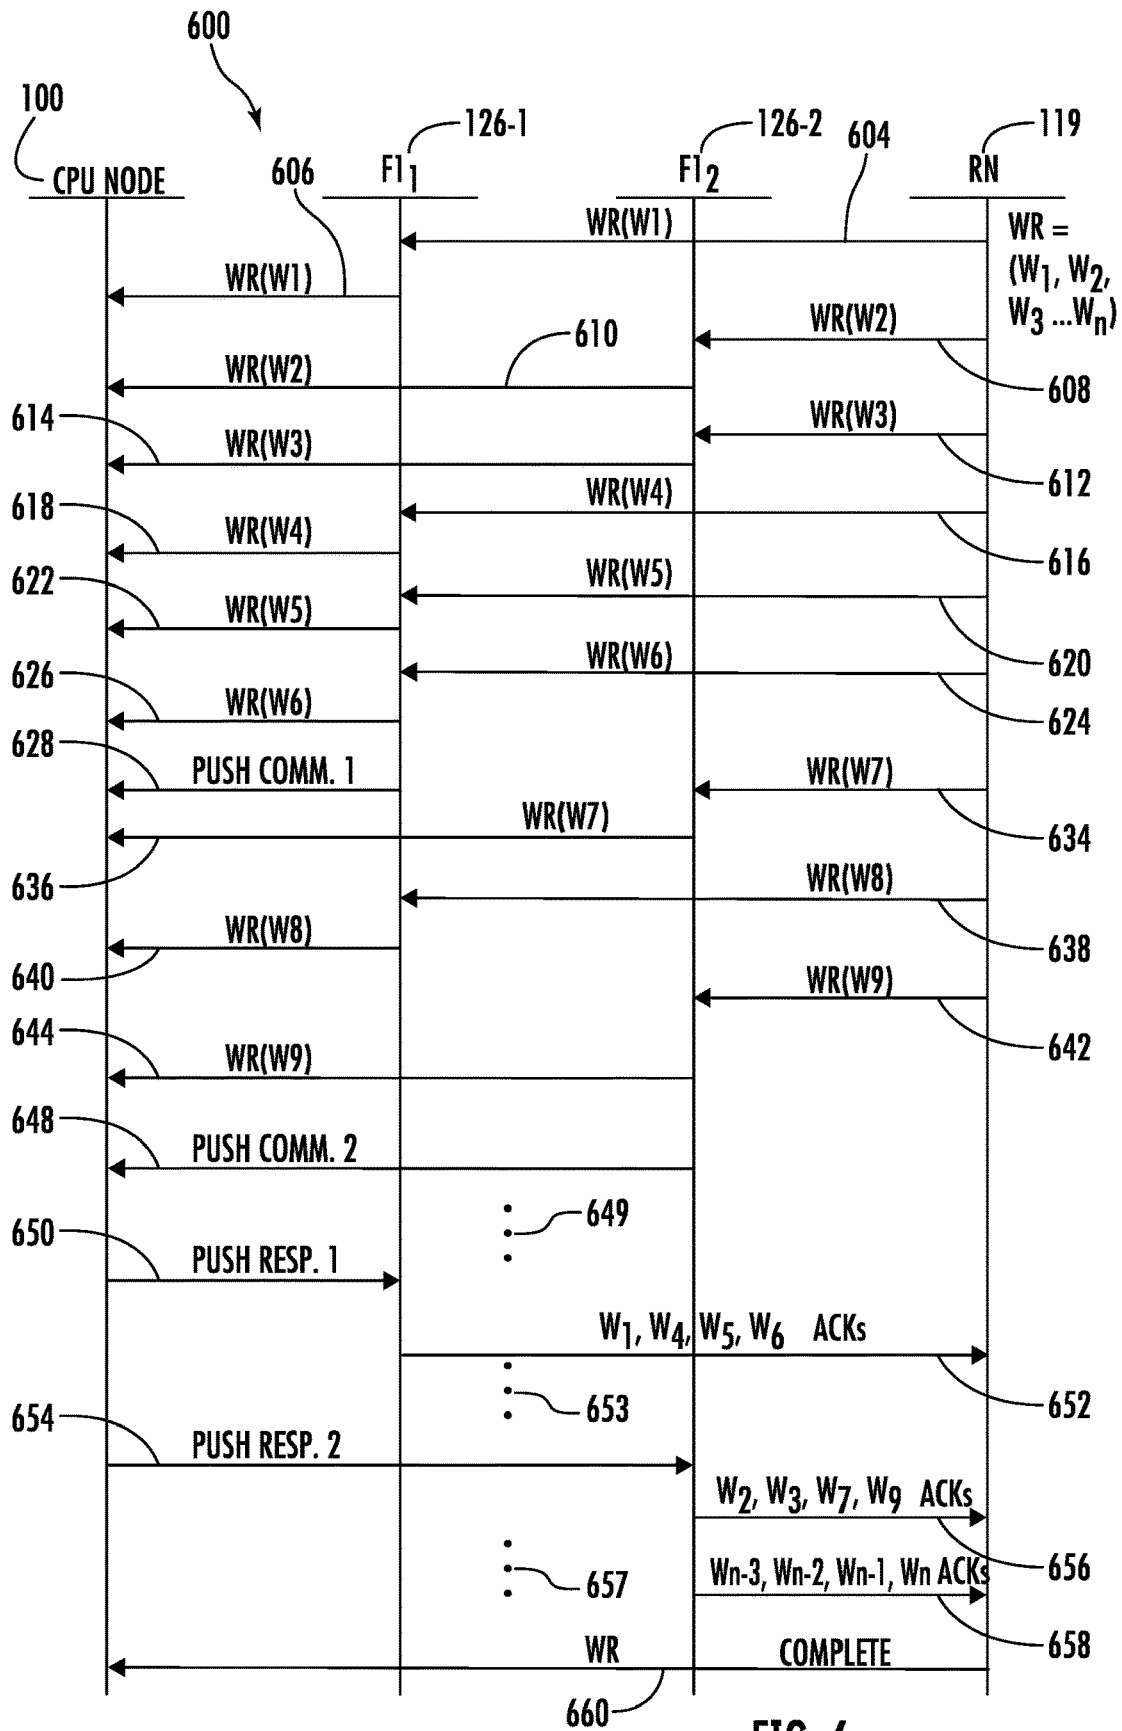 600
100
126-1
126-2
604
119
CPU NODE
606
F1₁
F1₂
RN
WR(W1)
WR =
(W₁, W₂,
W₃ ...Wₙ)
WR(W1)
WR(W2)
610
WR(W2)
608
614
WR(W3)
WR(W3)
612
618
WR(W4)
WR(W4)
616
622
WR(W5)
WR(W5)
620
626
WR(W6)
WR(W6)
624
628
PUSH COMM. 1
WR(W7)
WR(W7)
634
636
WR(W8)
WR(W8)
638
640
WR(W9)
642
644
WR(W9)
648
PUSH COMM. 2
649
650
PUSH RESP. 1
W₁, W₄, W₅, W₆ ACKs
652
653
654
PUSH RESP. 2
W₂, W₃, W₇, W₉ ACKs
656
657
Wn-3, Wn-2, Wn-1, Wn ACKs
658
WR COMPLETE
660